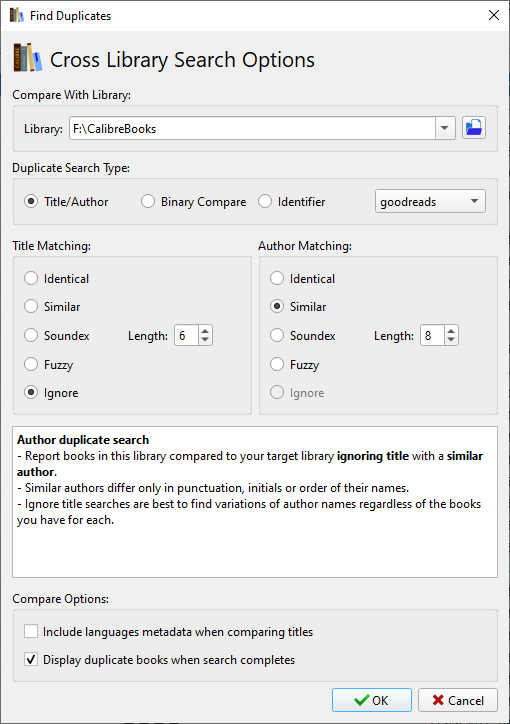 Find Duplicates
CALIBRE
Cross Library Search Options
Compare With Library:
Library: F:\CalibreBooks
Duplicate Search Type:
Title/Author Binary Compare Identifier goodreads
Title Matching: Author Matching:
Identical Identical
Similar Similar
Soundex Length: 6 Soundex Length: 8
Fuzzy Fuzzy
Ignore Ignore
Author duplicate search
- Report books in this library compared to your target library ignoring title with a similar
author.
- Similar authors differ only in punctuation, initials or order of their names.
- Ignore title searches are best to find variations of author names regardless of the books
you have for each.
Compare Options:
Include languages metadata when comparing titles
Display duplicate books when search completes
OK Cancel